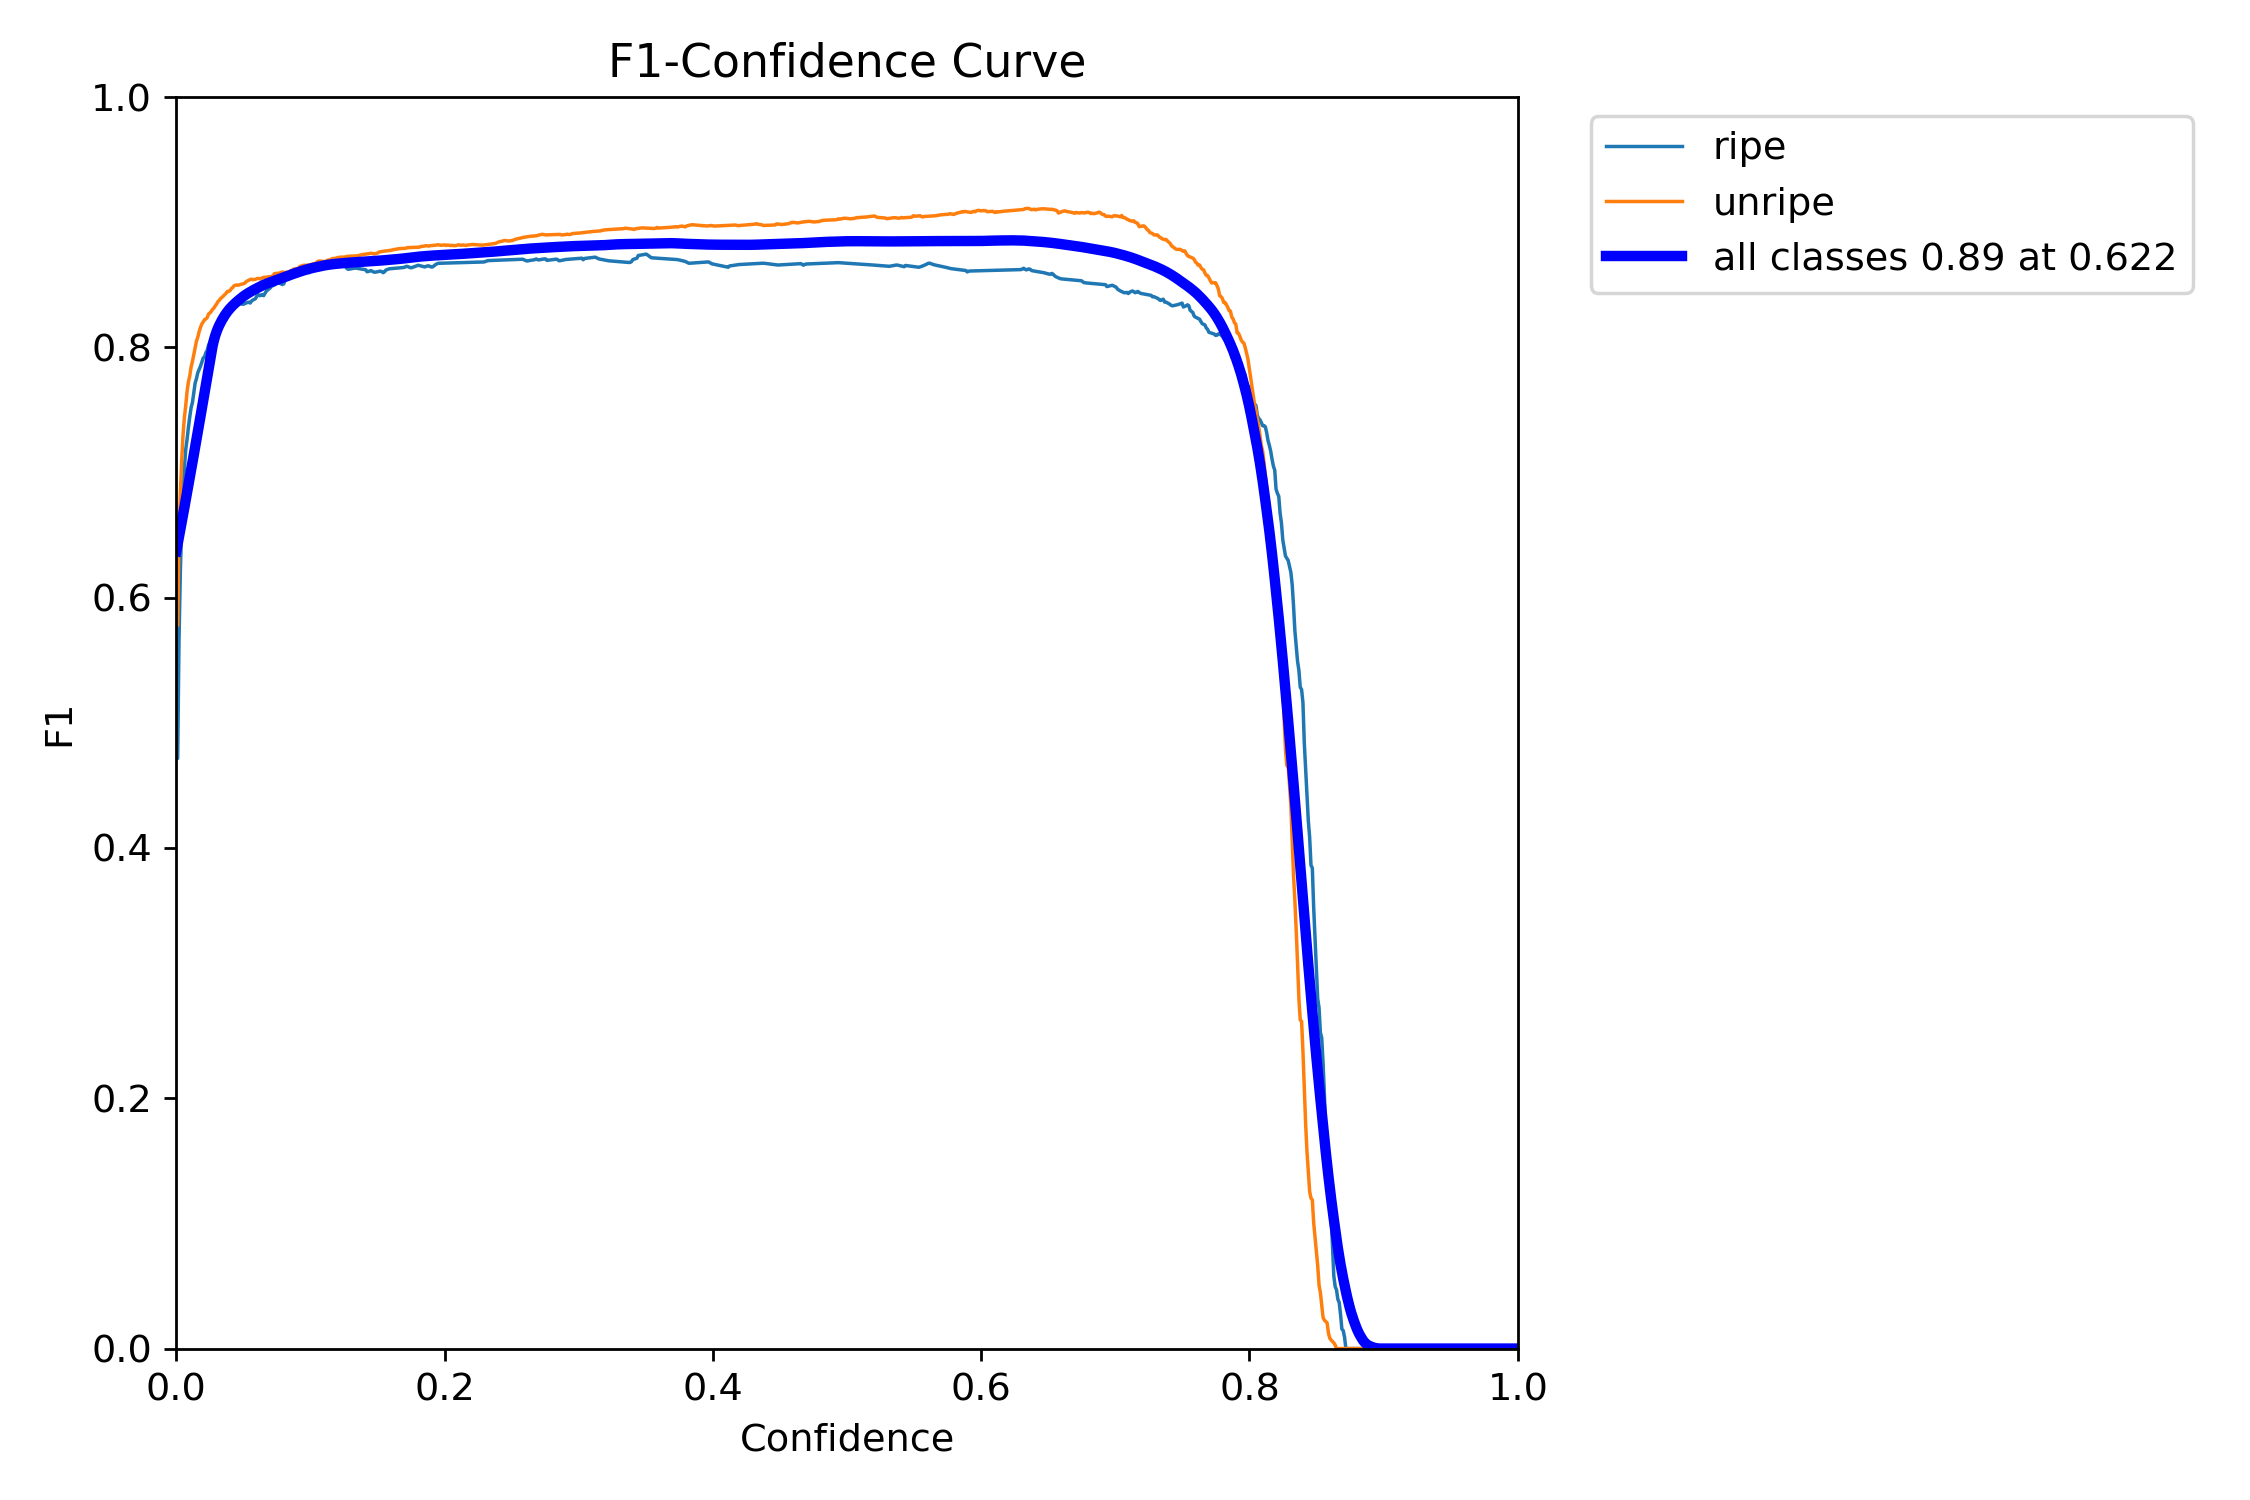 F1-Confidence Curve
1.0
0.8
0.6
0.4
0.2
0.0
F1
0.0 0.2 0.4 0.6 0.8 1.0
Confidence
ripe
unripe
all classes 0.89 at 0.622